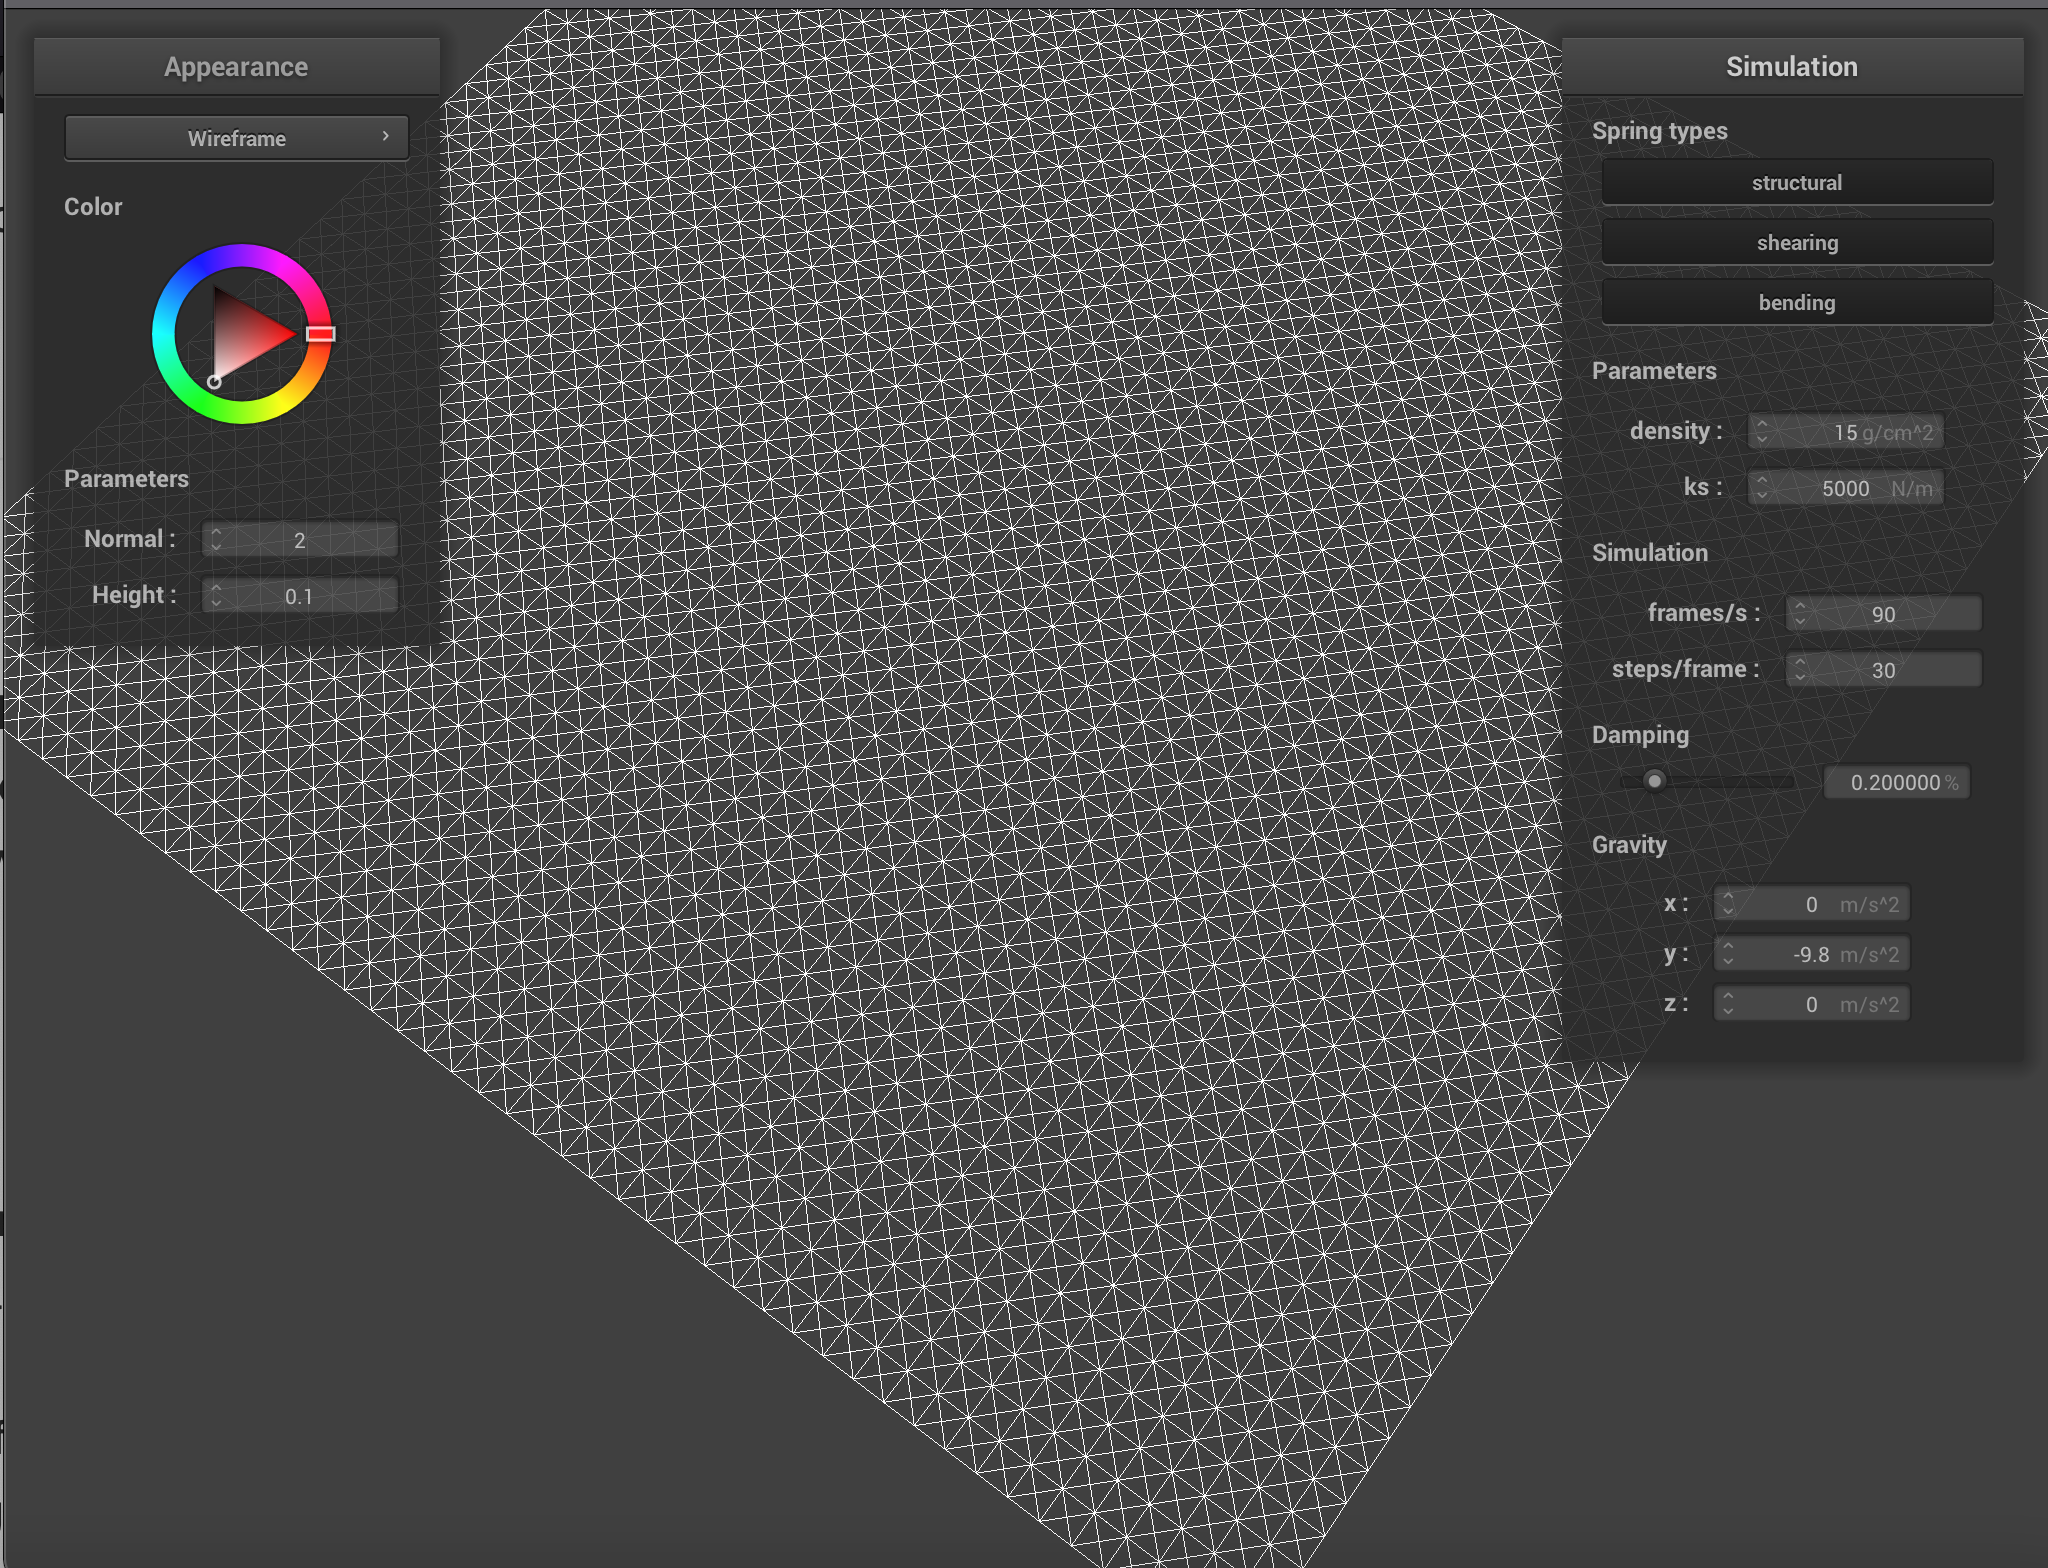 Appearance
Wireframe
Color
Parameters
Normal : 2
Height : 0.1
Simulation
Spring types
structural
shearing
bending
Parameters
density : 15 g/cm^2
ks : 5000 N/m
Simulation
frames/s : 90
steps/frame : 30
Damping
0.200000 %
Gravity
x : 0 m/s^2
y : -9.8 m/s^2
z : 0 m/s^2